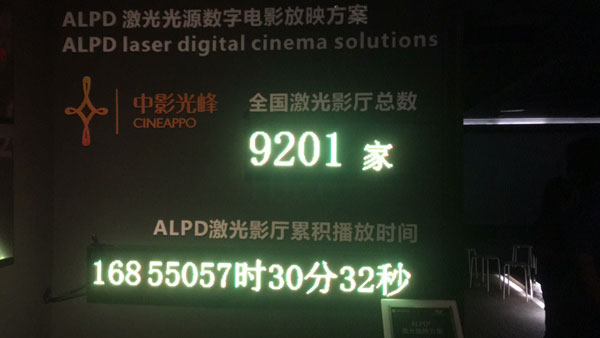 ALPD 激光光源数字电影放映方案
ALPD laser digital cinema solutions
中影光峰
CINEAPPO
全国激光影厅总数
9201 家
ALPD激光影厅累积播放时间
168 55057时30分32秒
ALPD